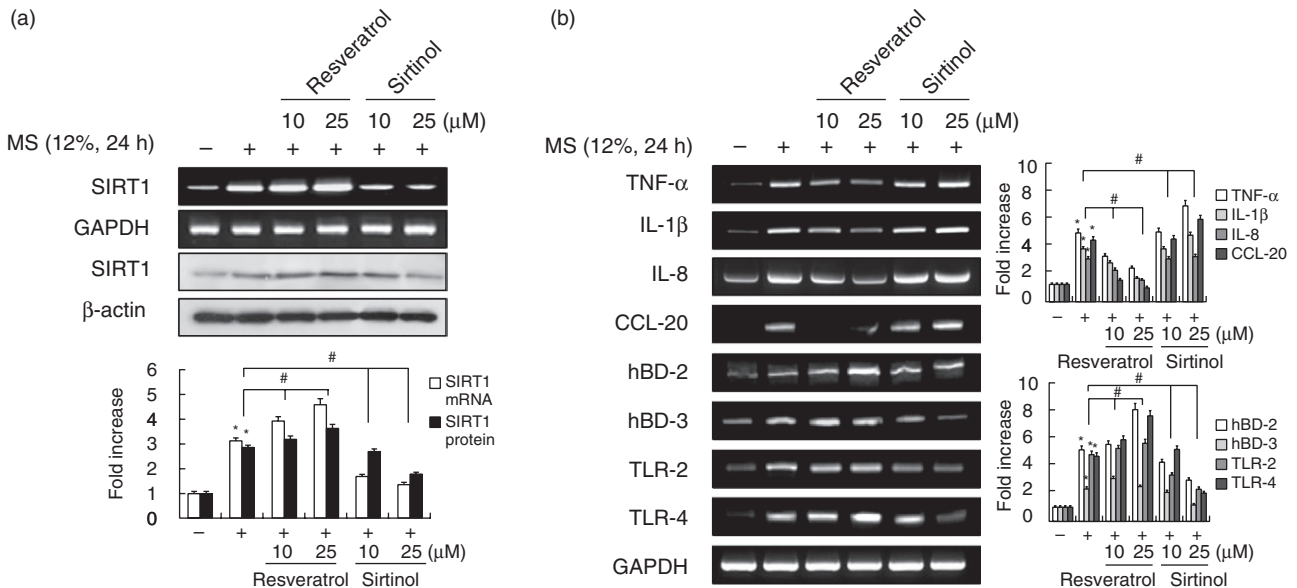 (a)
Resveratrol
Sirtinol
10 25 10 25 (μM)
MS (12%, 24 h) – + + + + +
SIRT1
GAPDH
SIRT1
β-actin
6
5
4
3
2
1
0
Fold increase
#
#
* *
SIRT1 mRNA
SIRT1 protein
– + + + + +
10 25 10 25 (μM)
Resveratrol Sirtinol
(b)
Resveratrol
Sirtinol
10 25 10 25 (μM)
MS (12%, 24 h) – + + + + +
TNF-α
IL-1β
IL-8
CCL-20
hBD-2
hBD-3
TLR-2
TLR-4
GAPDH
10
8
6
4
2
0
Fold increase
#
#
* * * *
TNF-α
IL-1β
IL-8
CCL-20
– + + + + +
10 25 10 25 (μM)
Resveratrol Sirtinol
10
8
6
4
2
0
Fold increase
#
#
* * * *
hBD-2
hBD-3
TLR-2
TLR-4
– + + + + +
10 25 10 25 (μM)
Resveratrol Sirtinol